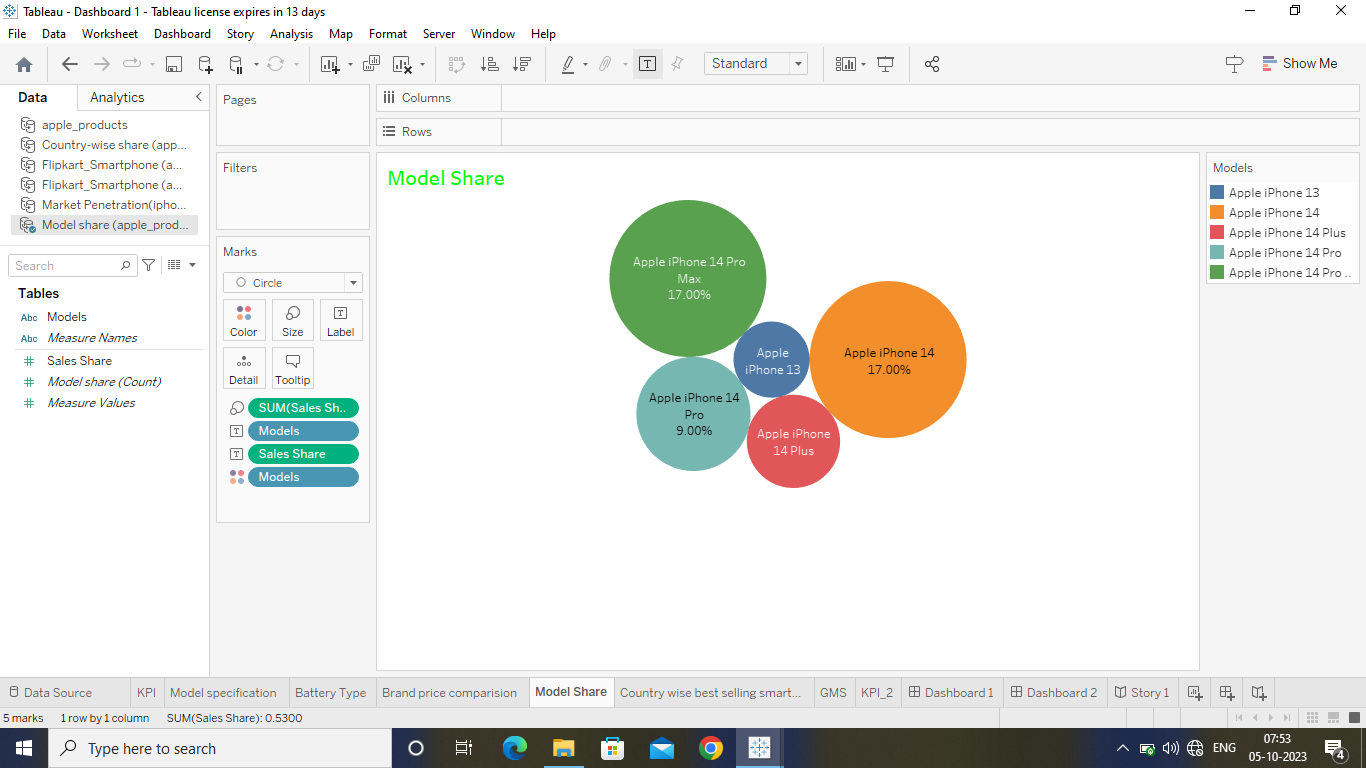 Tableau - Dashboard 1 - Tableau license expires in 13 days
File Data Worksheet Dashboard Story Analysis Map Format Server Window Help
Standard
Show Me
Data Analytics
apple_products
Country-wise share (app...
Flipkart_Smartphone (a...
Flipkart_Smartphone (a...
Market Penetration(ipho...
Model share (apple_prod...
Search
Tables
Abc Models
Abc Measure Names
Sales Share
Model share (Count)
Measure Values
Pages
Filters
Marks
Circle
Color Size Label
Detail Tooltip
SUM(Sales Sh..
Models
Sales Share
Models
Columns
Rows
Model Share
Apple iPhone 14 Pro
Max
17.00%
Apple
iPhone 13
Apple iPhone 14
17.00%
Apple iPhone 14
Pro
9.00%
Apple iPhone
14 Plus
Models
Apple iPhone 13
Apple iPhone 14
Apple iPhone 14 Plus
Apple iPhone 14 Pro
Apple iPhone 14 Pro ..
Data Source KPI Model specification Battery Type Brand price comparision Model Share Country wise best selling smart... GMS KPI_2 Dashboard 1 Dashboard 2 Story 1
5 marks 1 row by 1 column SUM(Sales Share): 0.5300
Type here to search
ENG
07:53
05-10-2023
4